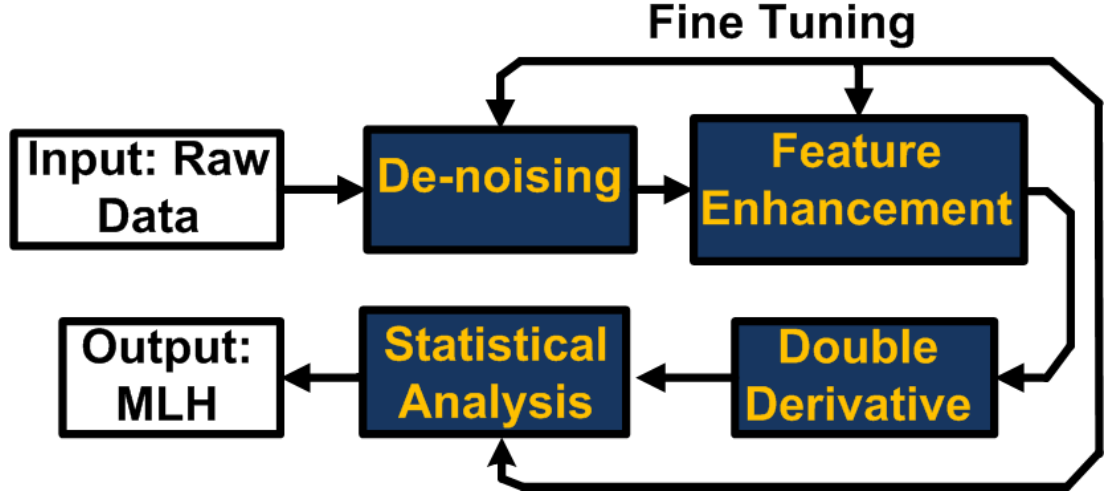 Fine Tuning
Input: Raw
Data
De-noising
Feature
Enhancement
Output:
MLH
Statistical
Analysis
Double
Derivative